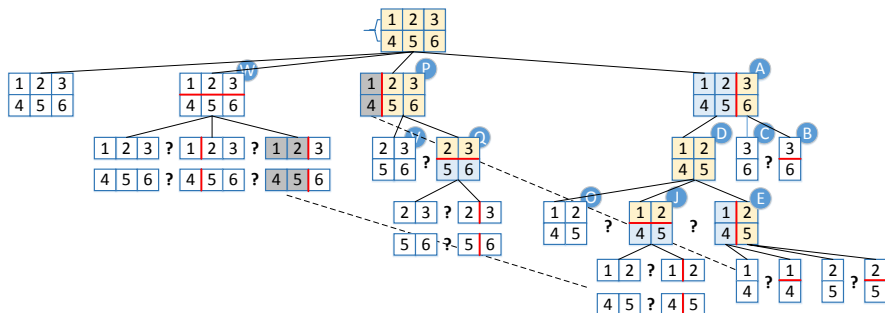 1 2 3
4 5 6
W P A
1 2 3 1 2 3 1 2 3 1 2 3
4 5 6 4 5 6 4 5 6 4 5 6
V Q D C B
1 2 3 ? 1 2 3 ? 1 2 3 2 3 ? 2 3 1 2 3 ? 3
4 5 6 ? 4 5 6 ? 4 5 6 5 6 5 6 4 5 6 6
O J E
2 3 ? 2 3 1 2 ? 1 2 ? 1 2
5 6 ? 5 6 4 5 4 5 4 5
1 2 ? 1 2 1 ? 1 2 ? 2
4 5 ? 4 5 4 4 5 5